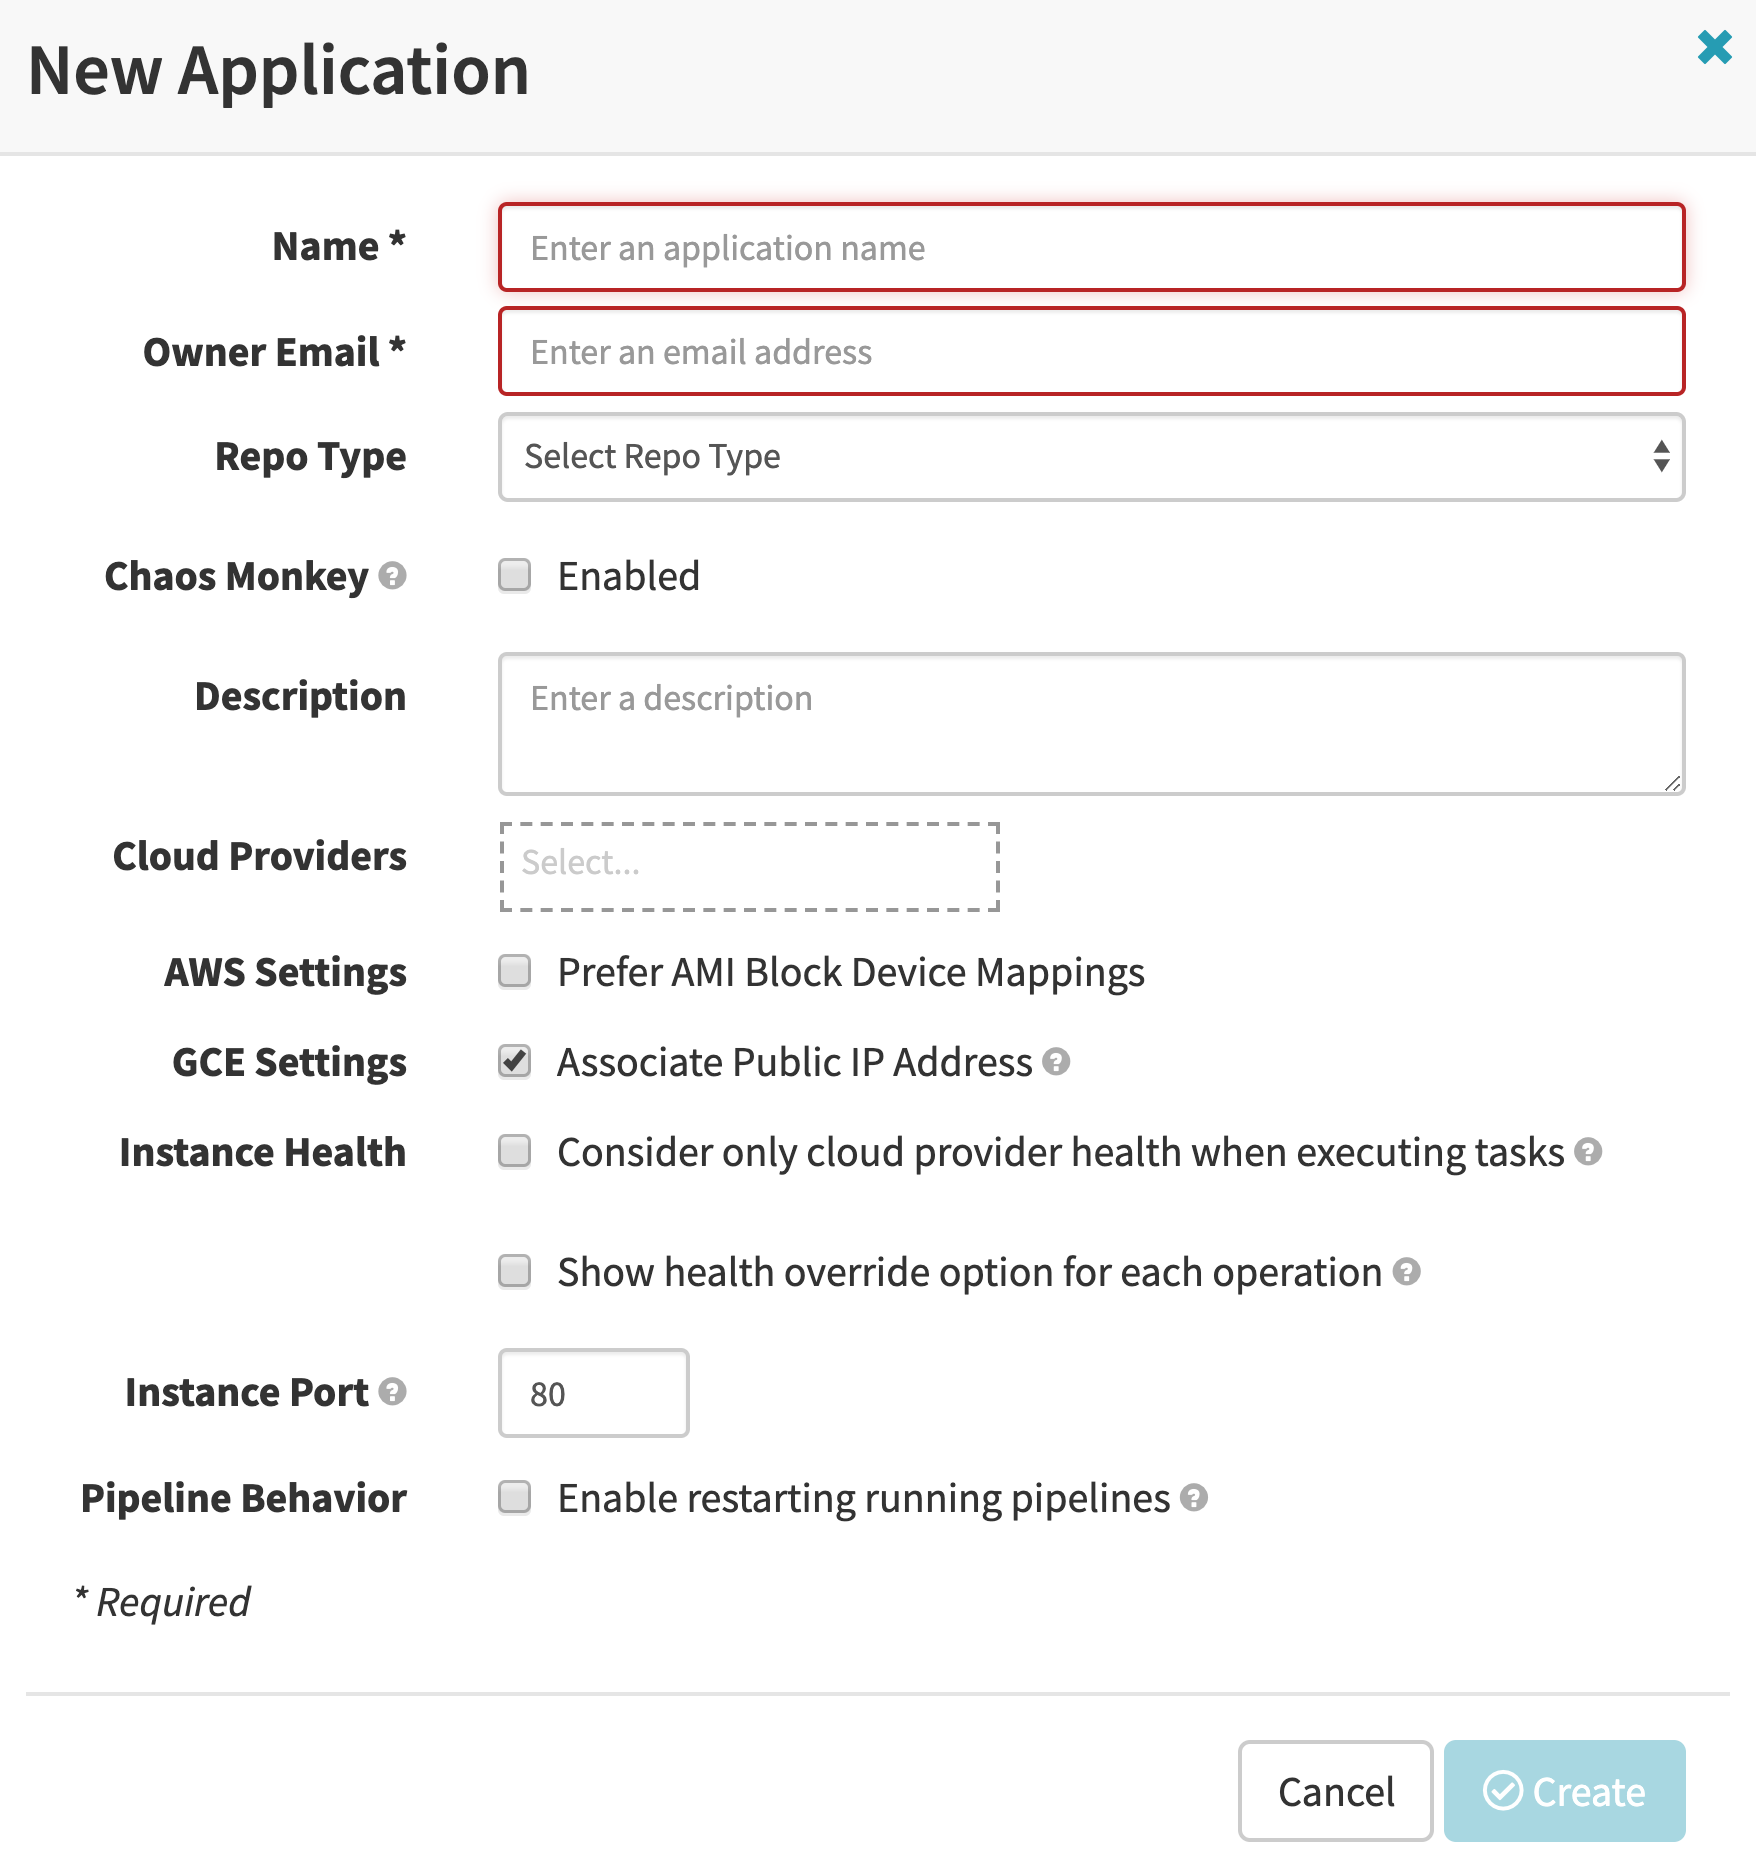 New Application
Name *
Enter an application name
Owner Email *
Enter an email address
Repo Type
Select Repo Type
Chaos Monkey ?
Enabled
Description
Enter a description
Cloud Providers
Select...
AWS Settings
Prefer AMI Block Device Mappings
GCE Settings
Associate Public IP Address ?
Instance Health
Consider only cloud provider health when executing tasks ?
Show health override option for each operation ?
Instance Port ?
80
Pipeline Behavior
Enable restarting running pipelines ?
* Required
Cancel
Create